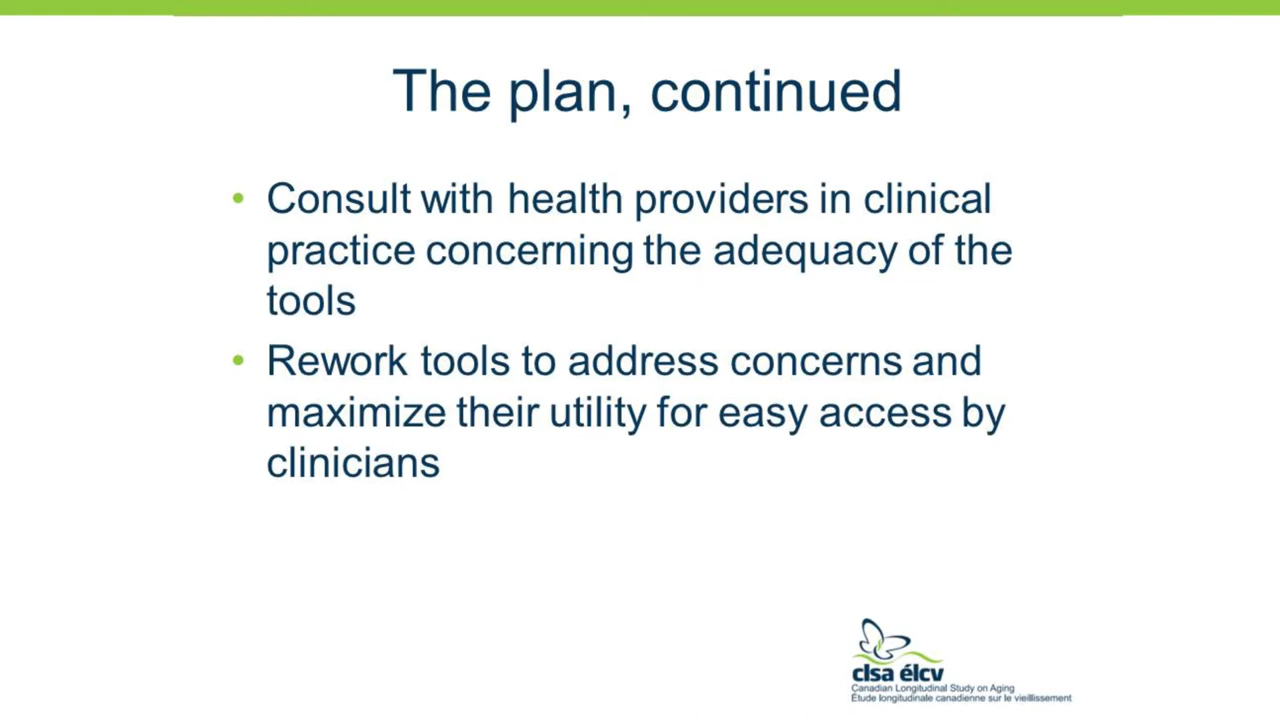 The plan, continued
• Consult with health providers in clinical
practice concerning the adequacy of the
tools
• Rework tools to address concerns and
maximize their utility for easy access by
clinicians
clsa élcv
Canadian Longitudinal Study on Aging
Étude longitudinale canadienne sur le vieillissement